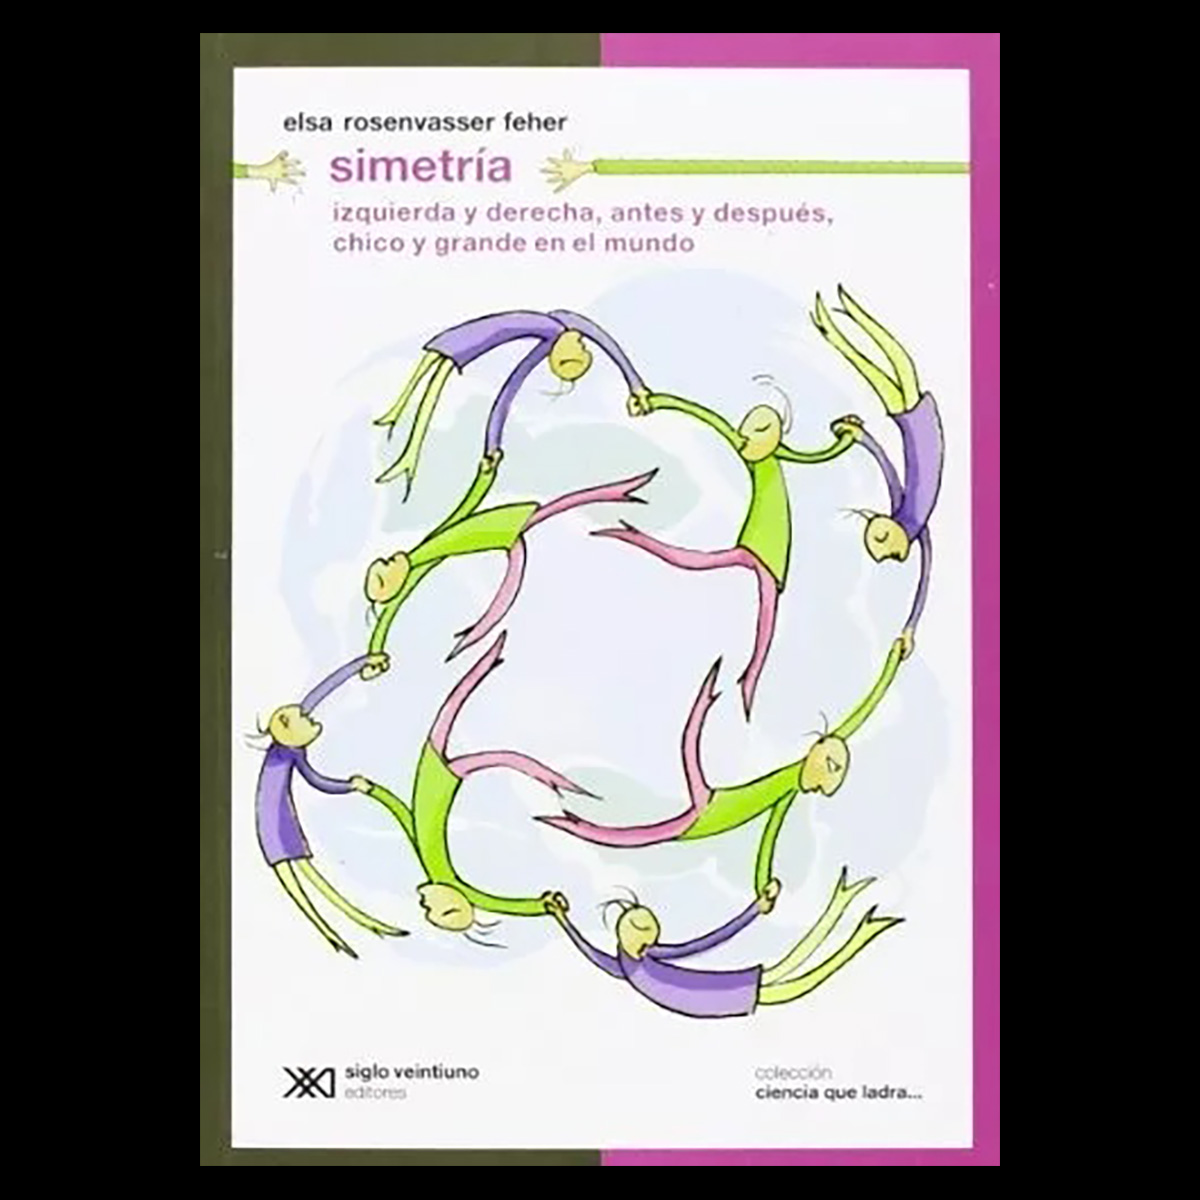 elsa rosenvasser feher
simetría
izquierda y derecha, antes y después,
chico y grande en el mundo
siglo veintiuno
editores
colección
ciencia que ladra...